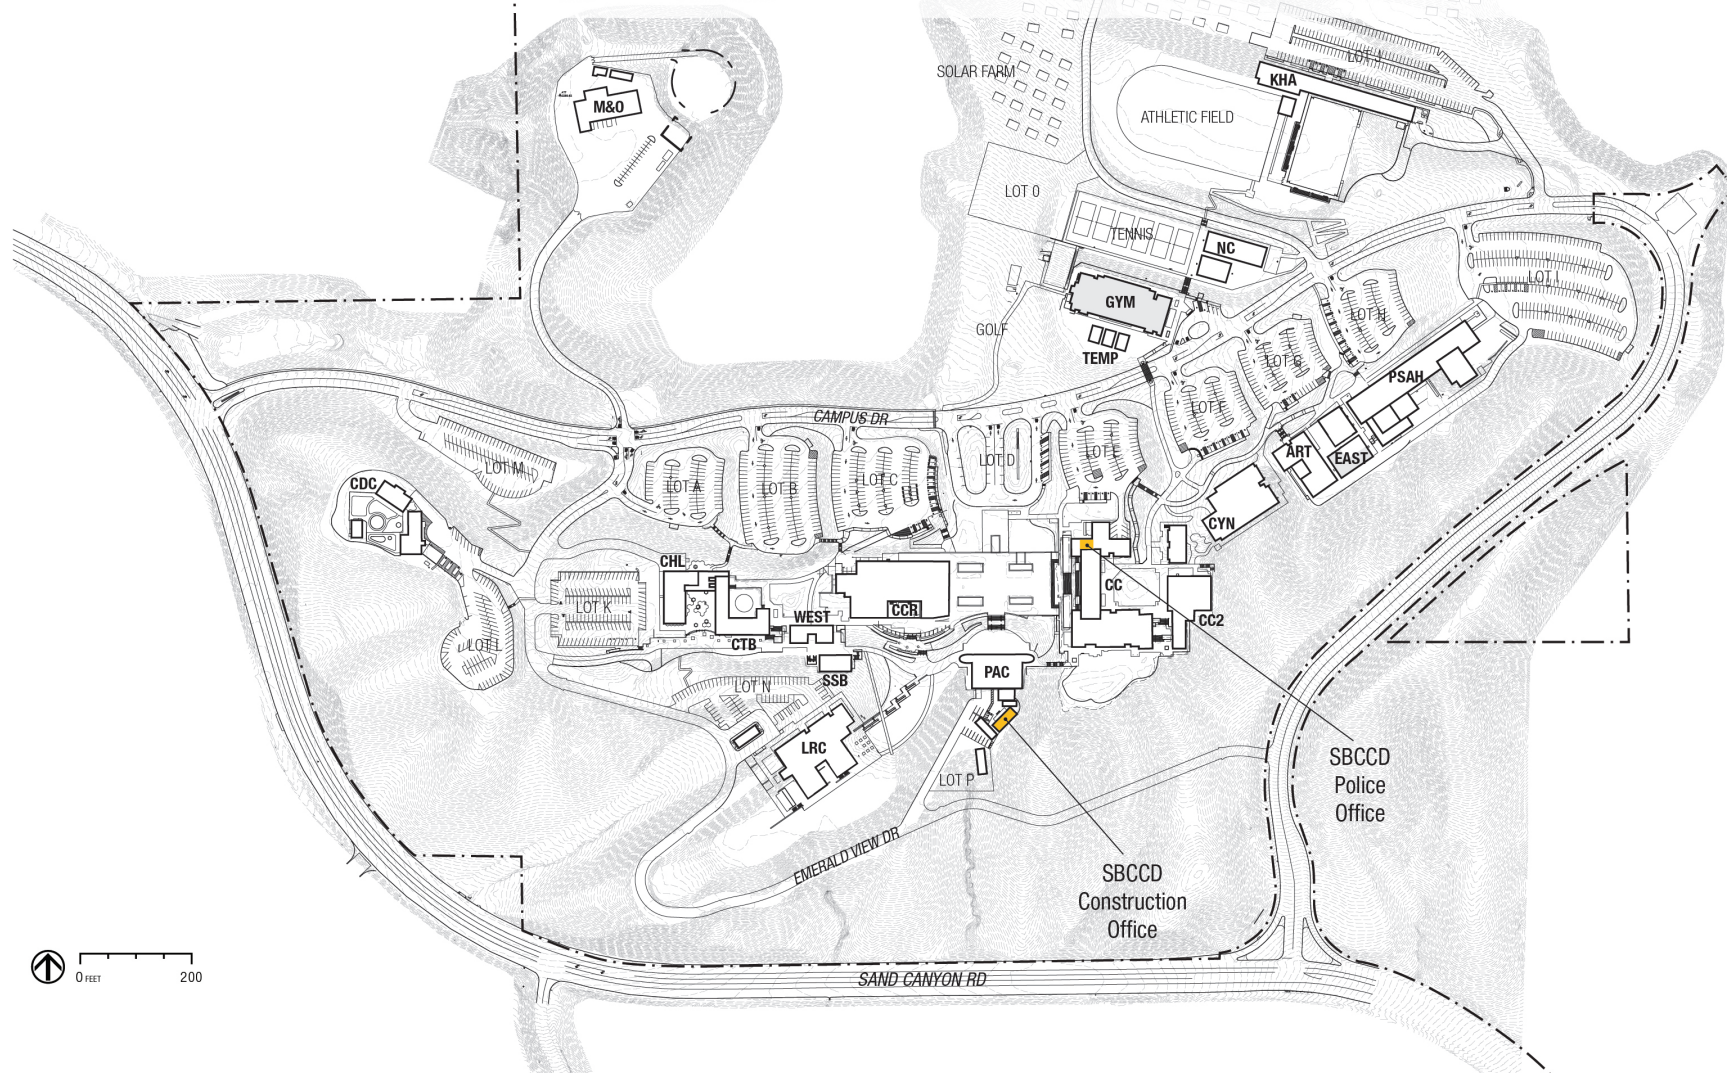 LOT J
SOLAR FARM
KHA
M&O
ATHLETIC FIELD
LOT O
TENNIS
NC
LOT I
GYM
LOT H
GOLF
TEMP
LOT G
PSAH
LOT F
CAMPUS DR
LOT E
ART
EAST
LOT D
LOT M
LOT C
CDC
LOT A
LOT B
CYN
CHL
CC
LOT K
CCR
WEST
CC2
CTB
LOT L
PAC
SSB
LOT N
LRC
SBCCD
Police
Office
LOT P
EMERALD VIEW DR
SBCCD
Construction
Office
0 FEET
200
SAND CANYON RD